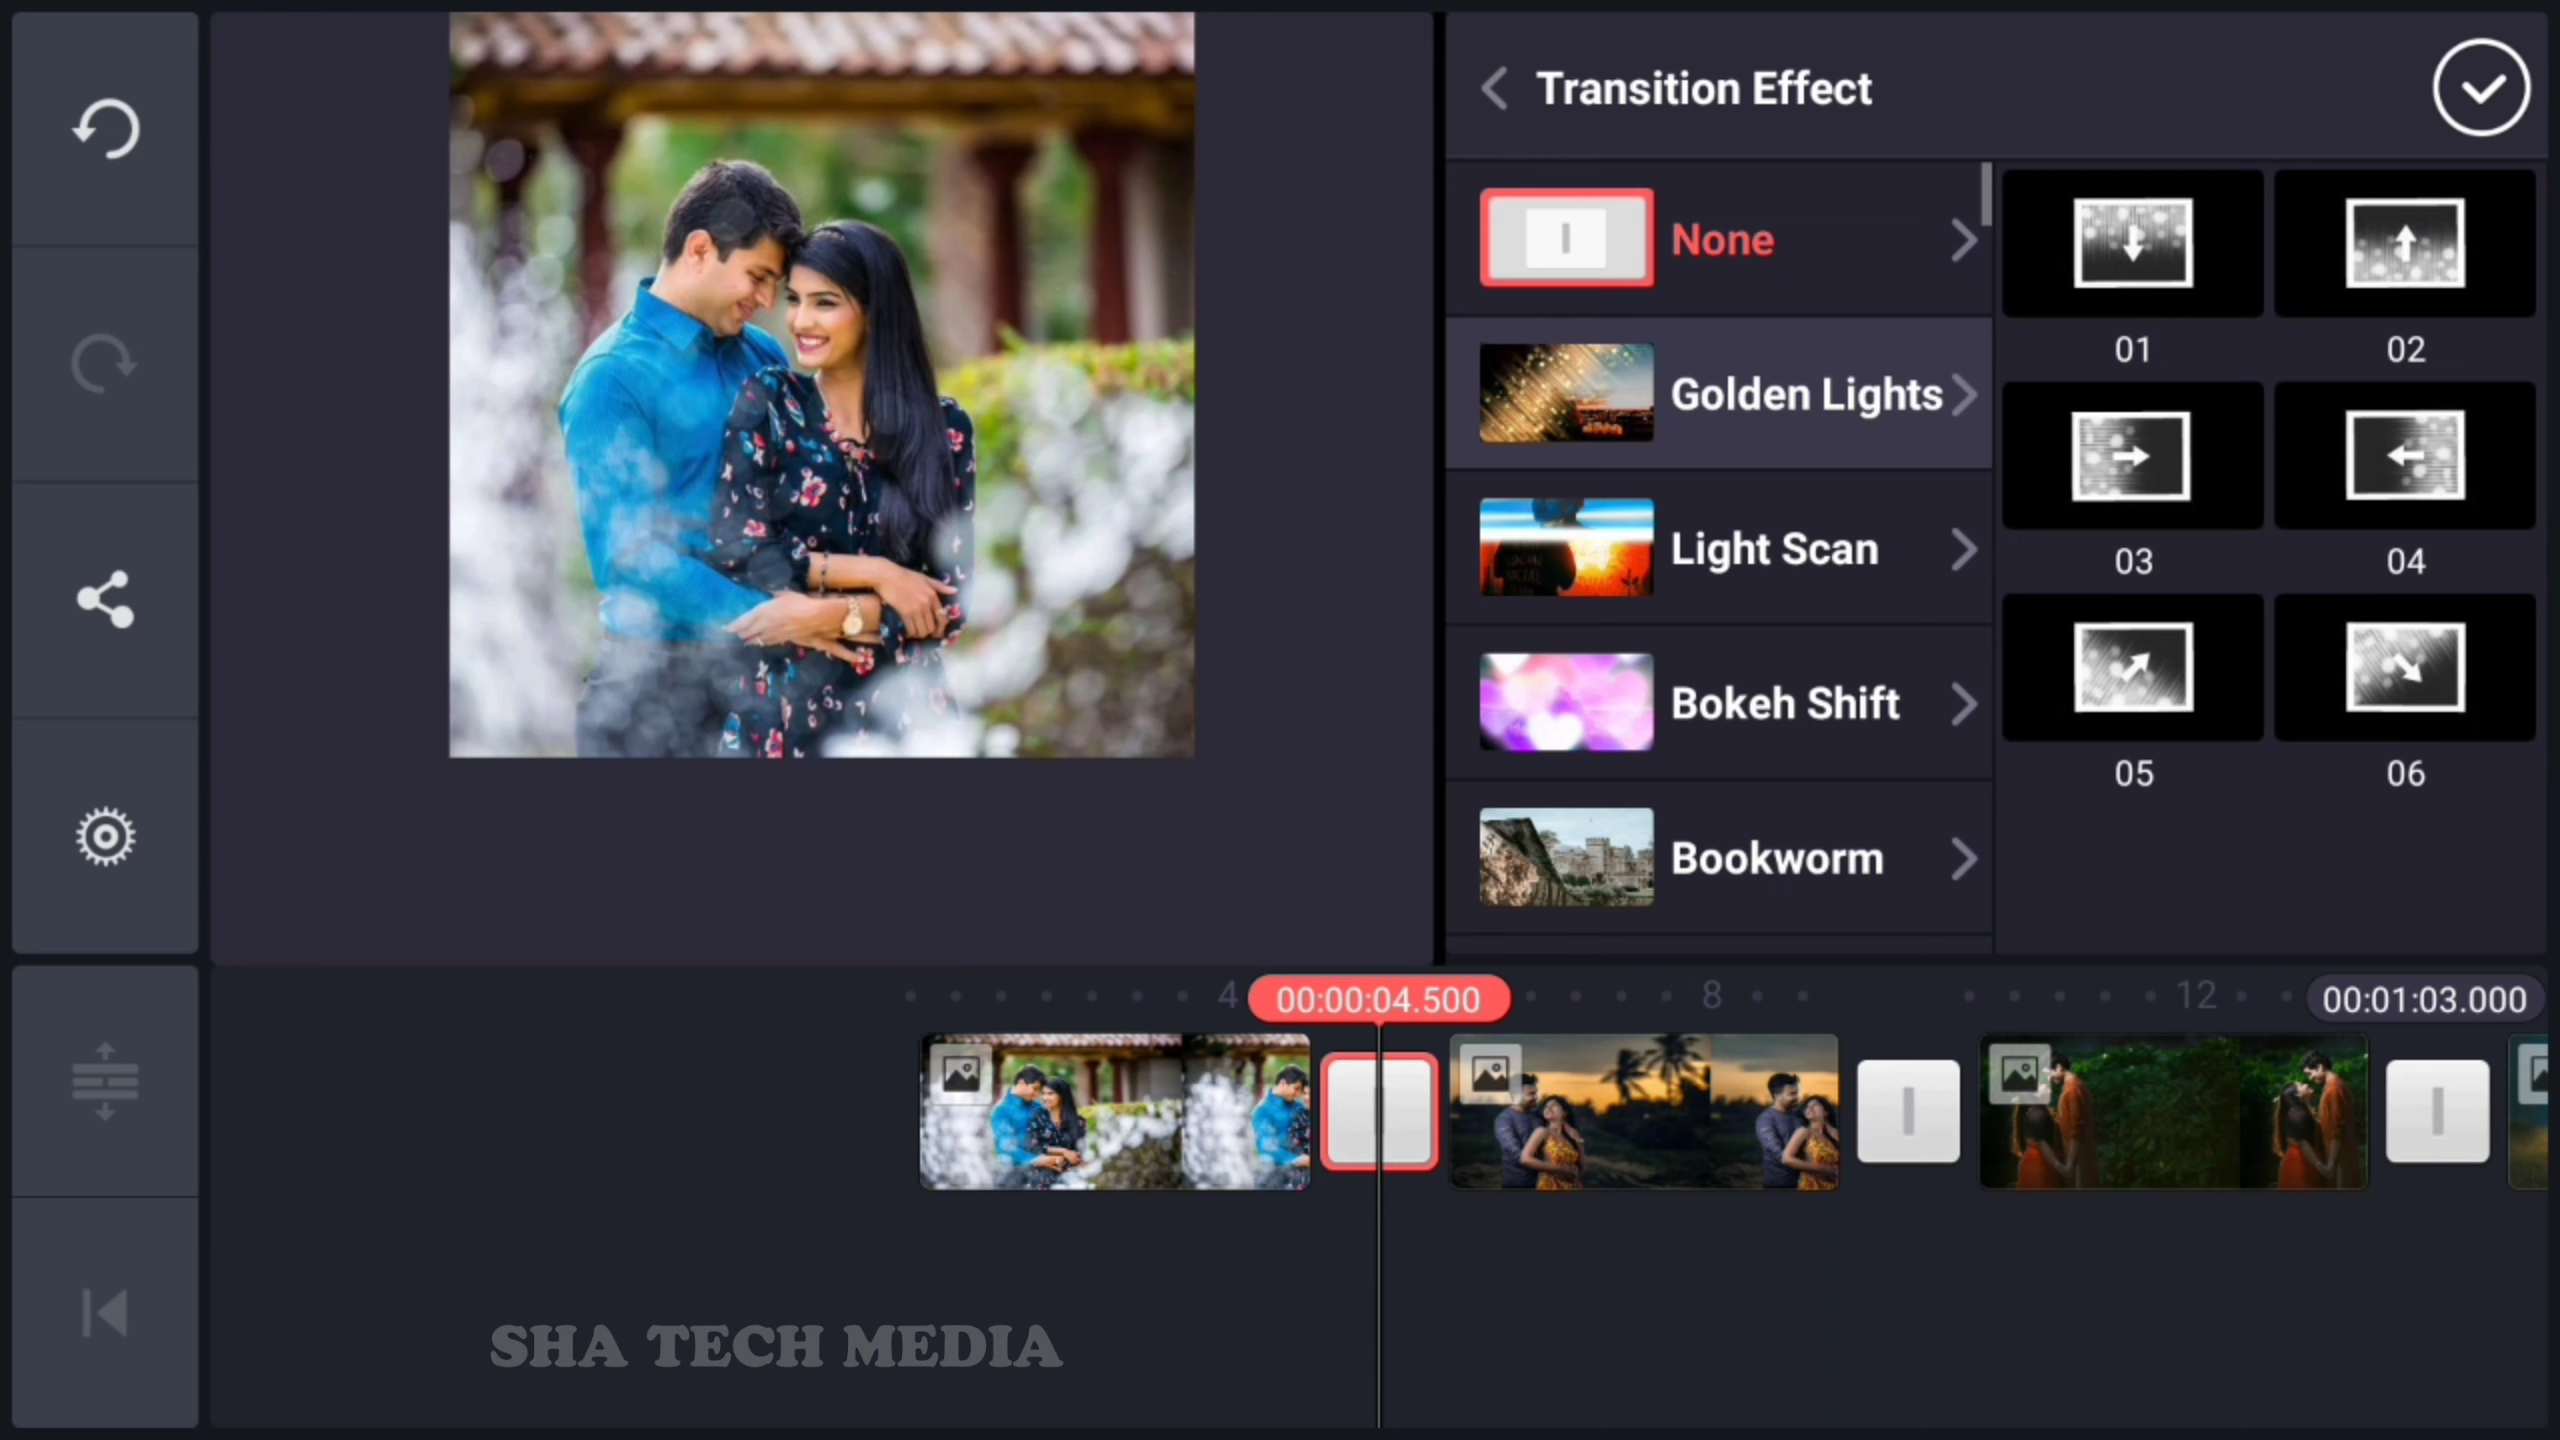 Transition Effect
None
Golden Lights
Light Scan
Bokeh Shift
Bookworm
01
02
03
04
05
06
4
00:00:04.500
8
12
00:01:03.000
SHA TECH MEDIA